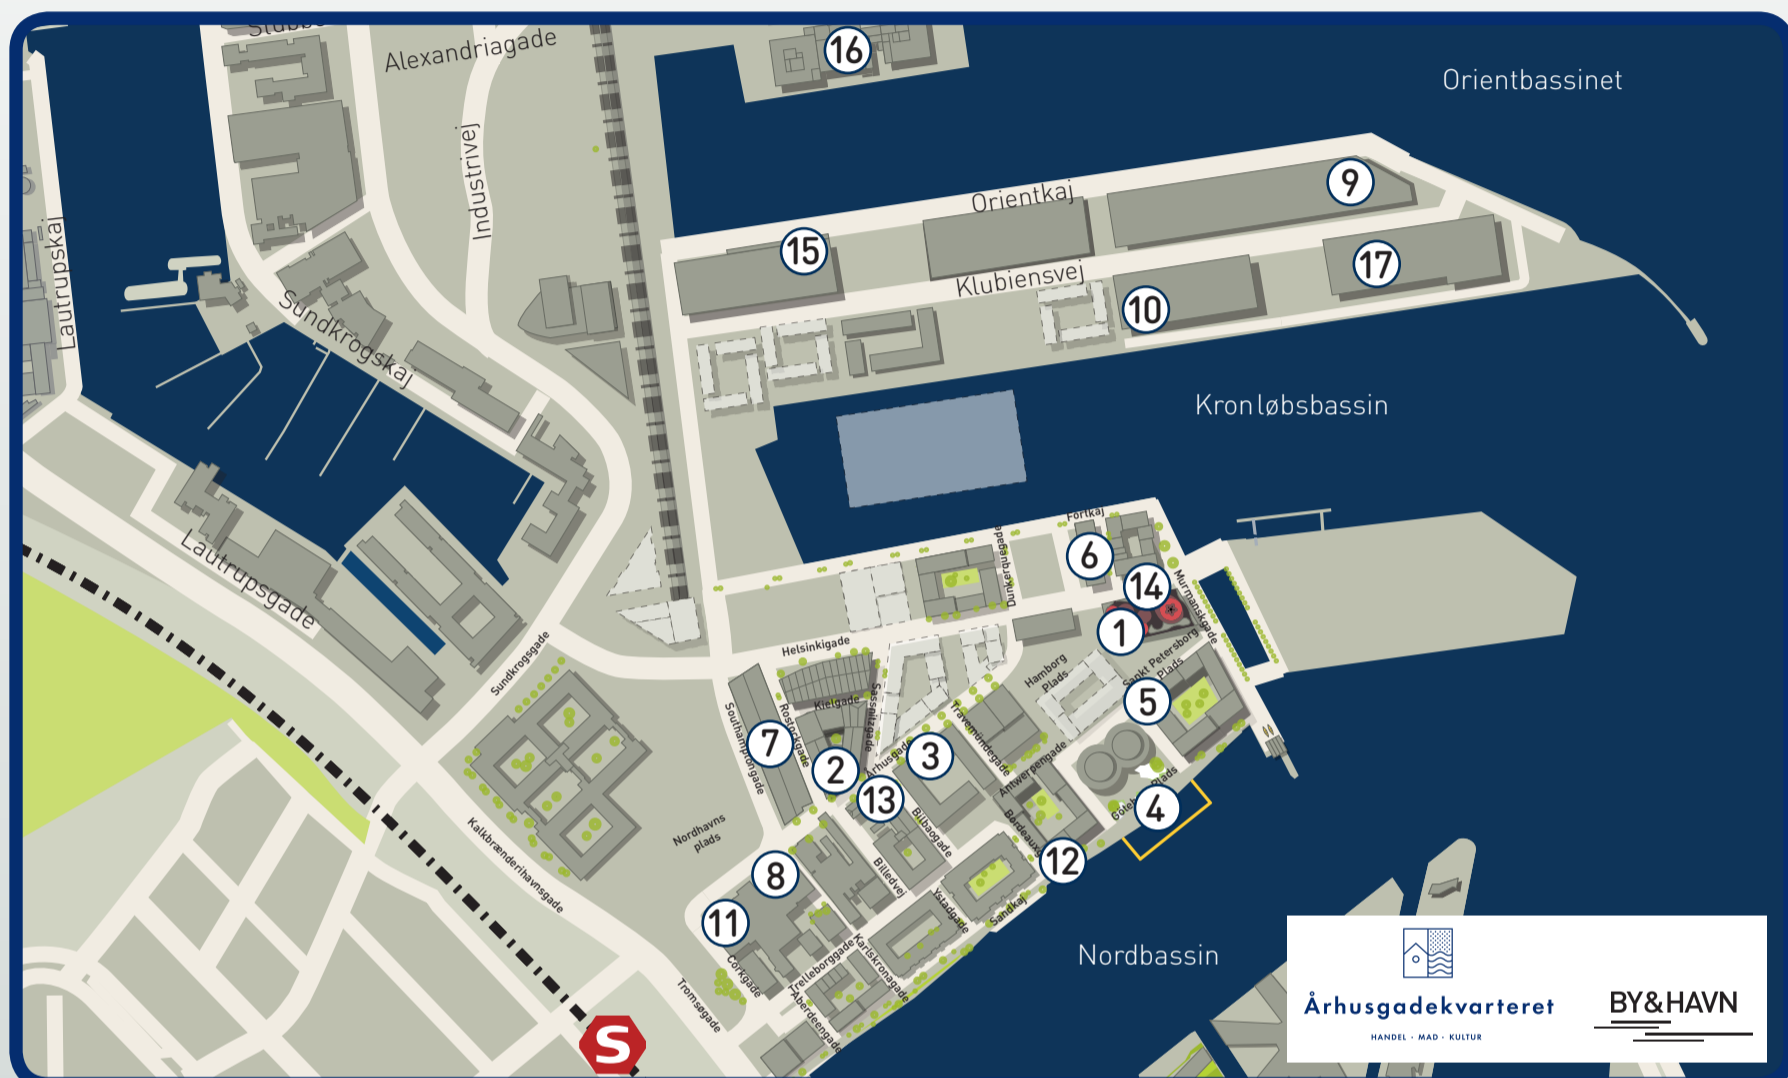 Alexandriagade
16
Orientbassinet
Industrivej
Orientkaj
9
15
17
Klubiensvej
10
Lautrupskaj
Sundkrogskaj
Kronløbsbassin
Fortkaj
Dunkerquegade
6
14
Murmanskgade
1
Lautrupsgade
Sundkrogsgade
Helsinkigade
Hamborg
Plads
Sankt Petersborg
Plads
5
Kielgade
Sassnitzgade
Rostockgade
Southamptongade
7
2
Århusgade
3
Travemündegade
Antwerpengade
13
4
Plads
Bilbaogade
12
Nordhavns
plads
Kalkbrænderihavnsgade
8
Billedvej
11
Ystadgade
Sandkaj
Nordbassin
Corkgade
Trelleborggade
Karlskronagade
Aberdeengade
Tromsøgade
S
Århusgadekvarteret
HANDEL · MAD · KULTUR
BY&HAVN